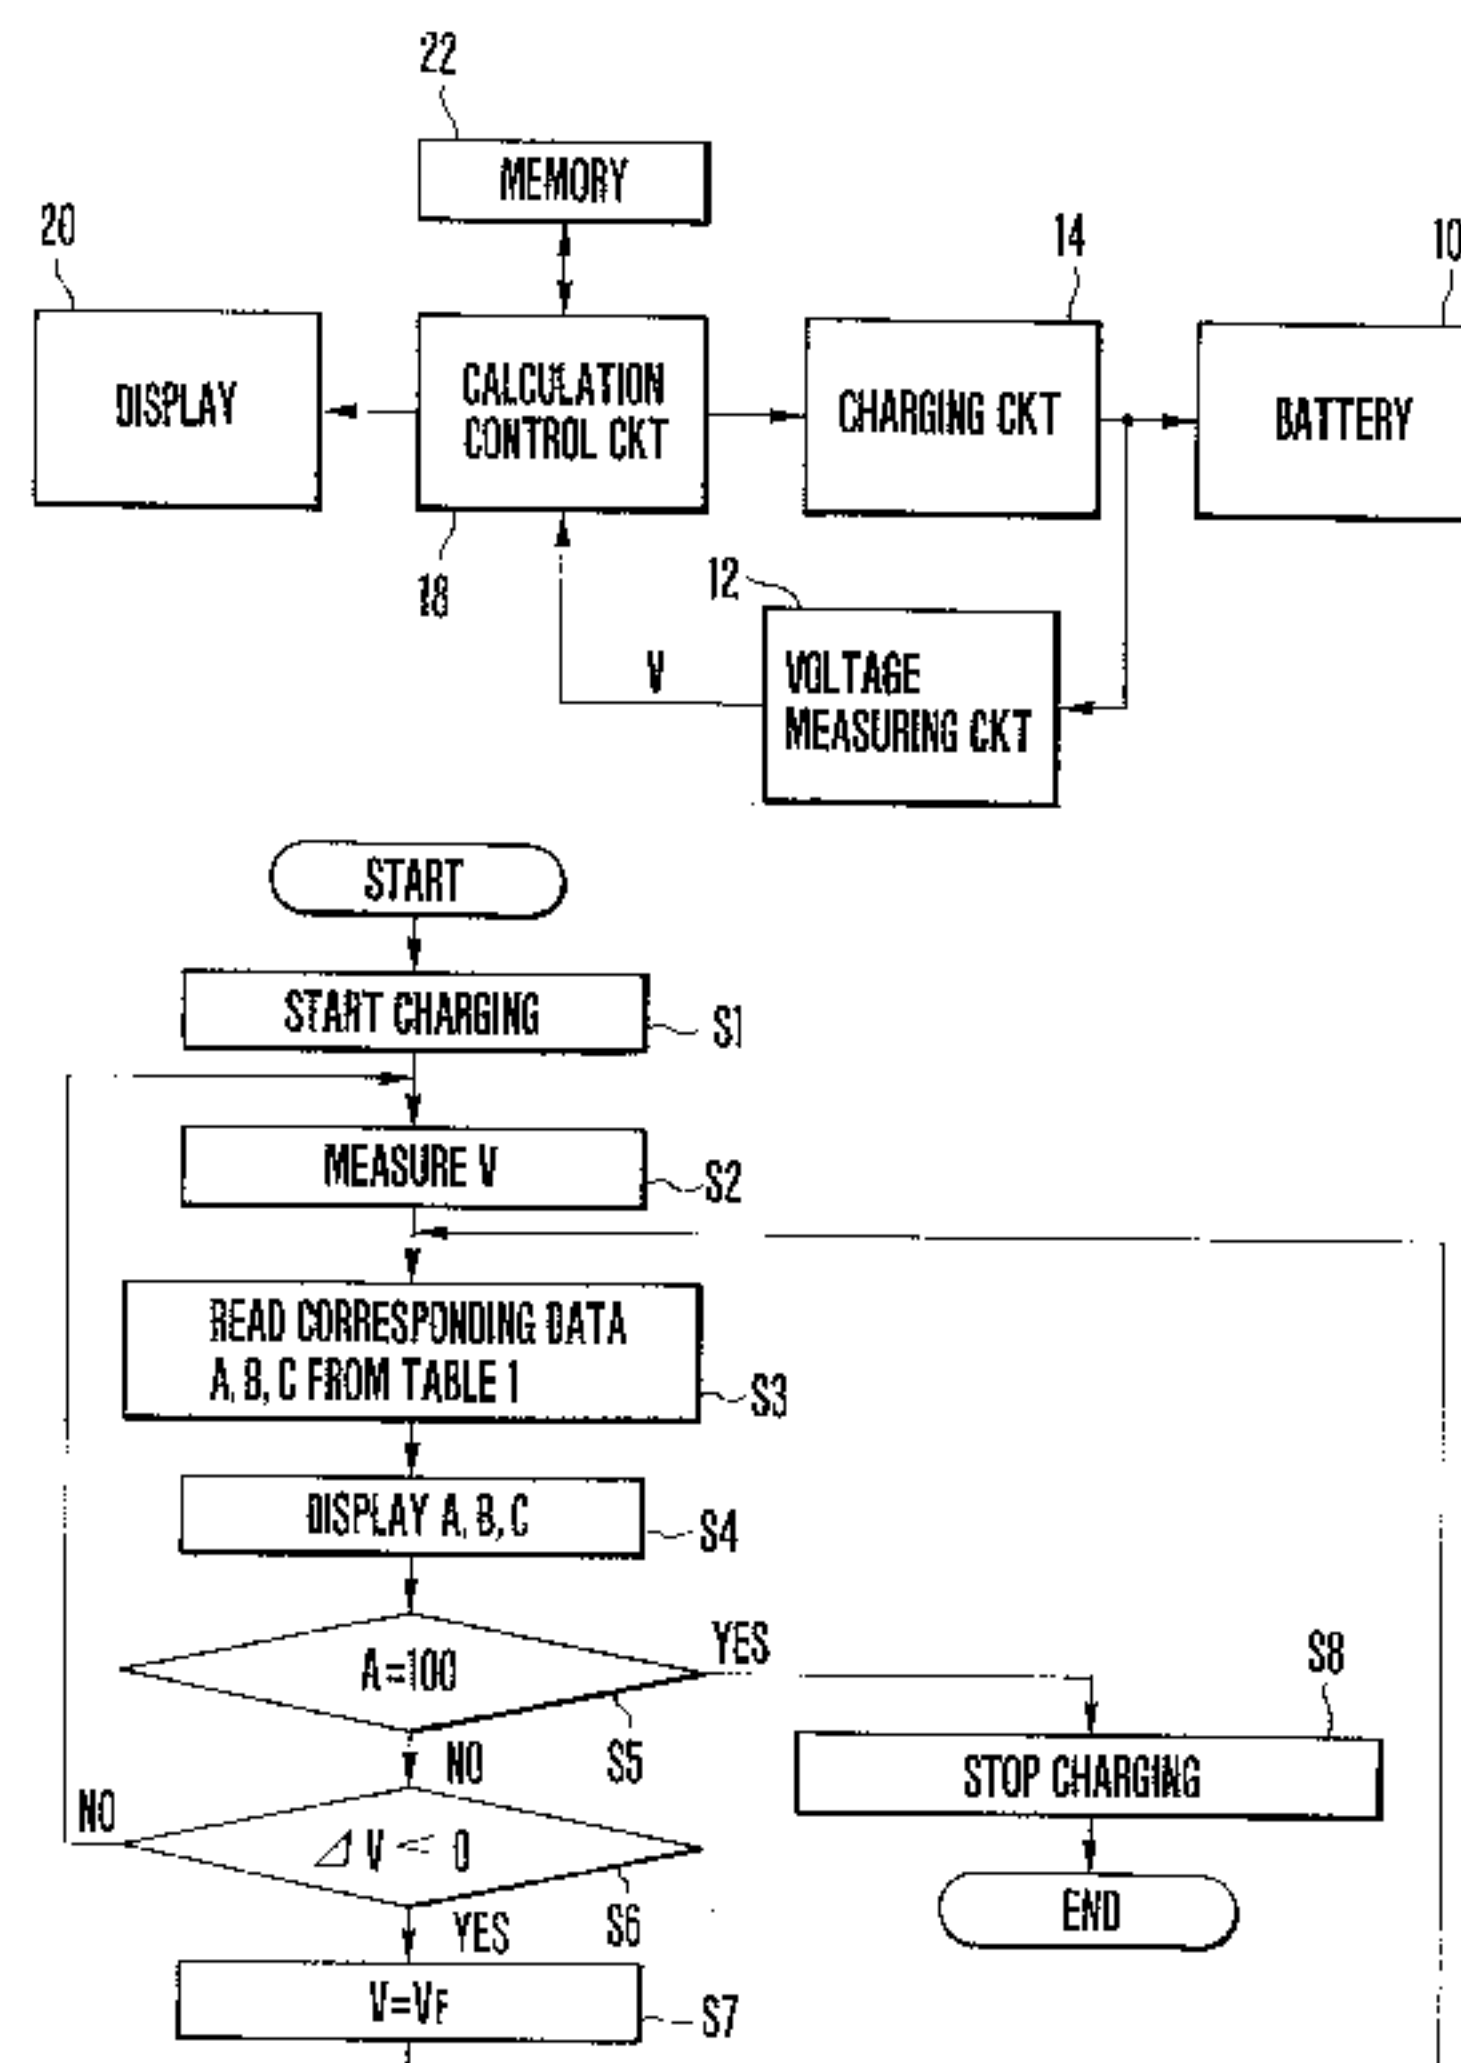 22
MEMORY
20
14
10
DISPLAY
CALCULATION
CONTROL CKT
CHARGING CKT
BATTERY
18
12
V
VOLTAGE
MEASURING CKT
START
START CHARGING
S1
MEASURE V
S2
READ CORRESPONDING DATA
A, B, C FROM TABLE 1
S3
DISPLAY A, B, C
S4
A=100
YES
S5
NO
S8
STOP CHARGING
NO
⊿V < 0
S6
YES
END
V=VF
S7